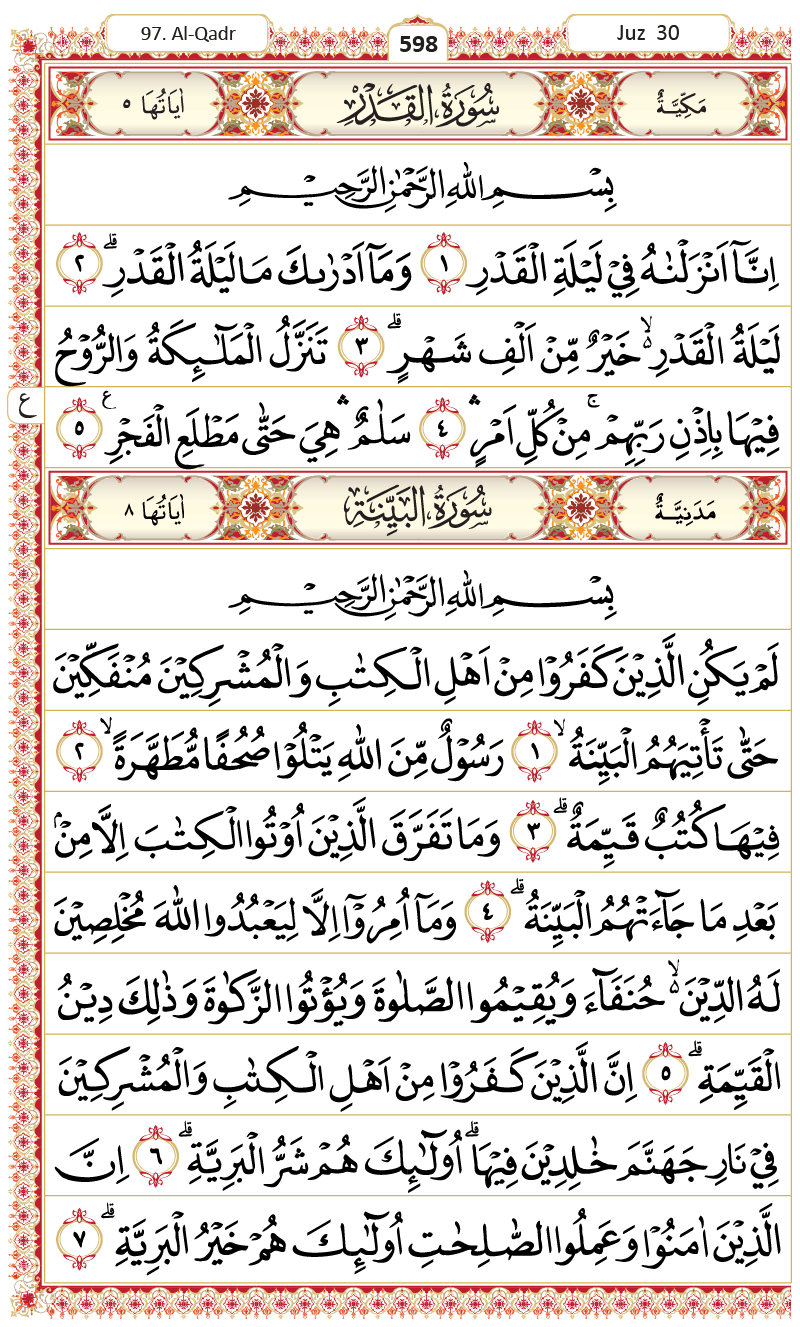 97. Al-Qadr
598
Juz 30
مَكِّيَّةٌ سُوْرَةُ الْقَدْرِ اٰيَاتُهَا ٥
بِسْمِ اللّٰهِ الرَّحْمٰنِ الرَّحِيْمِ
اِنَّآ اَنْزَلْنٰهُ فِيْ لَيْلَةِ الْقَدْرِ ١ وَمَآ اَدْرٰىكَ مَا لَيْلَةُ الْقَدْرِۗ ٢
لَيْلَةُ الْقَدْرِ ەۙ خَيْرٌ مِّنْ اَلْفِ شَهْرٍۗ ٣ تَنَزَّلُ الْمَلٰۤىِٕكَةُ وَالرُّوْحُ
ع
فِيْهَا بِاِذْنِ رَبِّهِمْۚ مِنْ كُلِّ اَمْرٍۛ ٤ سَلٰمٌ ۛهِيَ حَتّٰى مَطْلَعِ الْفَجْرِ ࣖ ٥
مَدَنِيَّةٌ سُوْرَةُ الْبَيِّنَةِ اٰيَاتُهَا ٨
بِسْمِ اللّٰهِ الرَّحْمٰنِ الرَّحِيْمِ
لَمْ يَكُنِ الَّذِيْنَ كَفَرُوْا مِنْ اَهْلِ الْكِتٰبِ وَالْمُشْرِكِيْنَ مُنْفَكِّيْنَ
حَتّٰى تَأْتِيَهُمُ الْبَيِّنَةُۙ ١ رَسُوْلٌ مِّنَ اللّٰهِ يَتْلُوْا صُحُفًا مُّطَهَّرَةًۙ ٢
فِيْهَا كُتُبٌ قَيِّمَةٌ ۗ ٣ وَمَا تَفَرَّقَ الَّذِيْنَ اُوْتُوا الْكِتٰبَ اِلَّا مِنْۢ
بَعْدِ مَا جَاۤءَتْهُمُ الْبَيِّنَةُ ۗ ٤ وَمَآ اُمِرُوْٓا اِلَّا لِيَعْبُدُوا اللّٰهَ مُخْلِصِيْنَ
لَهُ الدِّيْنَ ەۙ حُنَفَاۤءَ وَيُقِيْمُوا الصَّلٰوةَ وَيُؤْتُوا الزَّكٰوةَ وَذٰلِكَ دِيْنُ
الْقَيِّمَةِۗ ٥ اِنَّ الَّذِيْنَ كَفَرُوْا مِنْ اَهْلِ الْكِتٰبِ وَالْمُشْرِكِيْنَ
فِيْ نَارِ جَهَنَّمَ خٰلِدِيْنَ فِيْهَاۗ اُولٰۤىِٕكَ هُمْ شَرُّ الْبَرِيَّةِۗ ٦ اِنَّ
الَّذِيْنَ اٰمَنُوْا وَعَمِلُوا الصّٰلِحٰتِ اُولٰۤىِٕكَ هُمْ خَيْرُ الْبَرِيَّةِۗ ٧